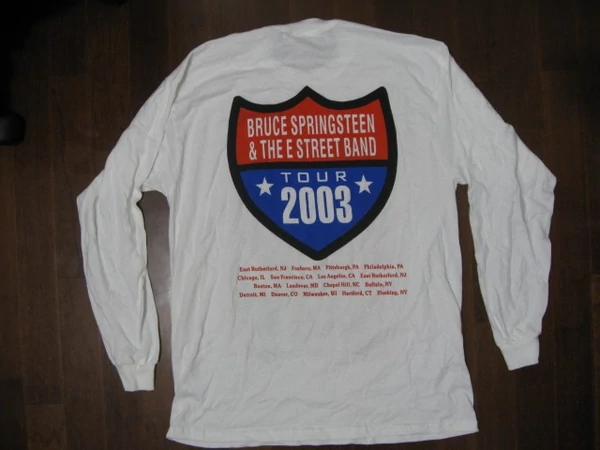 BRUCE SPRINGSTEEN
& THE E STREET BAND
TOUR
2003
East Rutherford, NJ Foxboro, MA Pittsburgh, PA Philadelphia, PA
Chicago, IL San Francisco, CA Los Angeles, CA East Rutherford, NJ
Boston, MA Landover, MD Chapel Hill, NC Buffalo, NY
Detroit, MI Denver, CO Milwaukee, WI Hartford, CT Flushing, NY